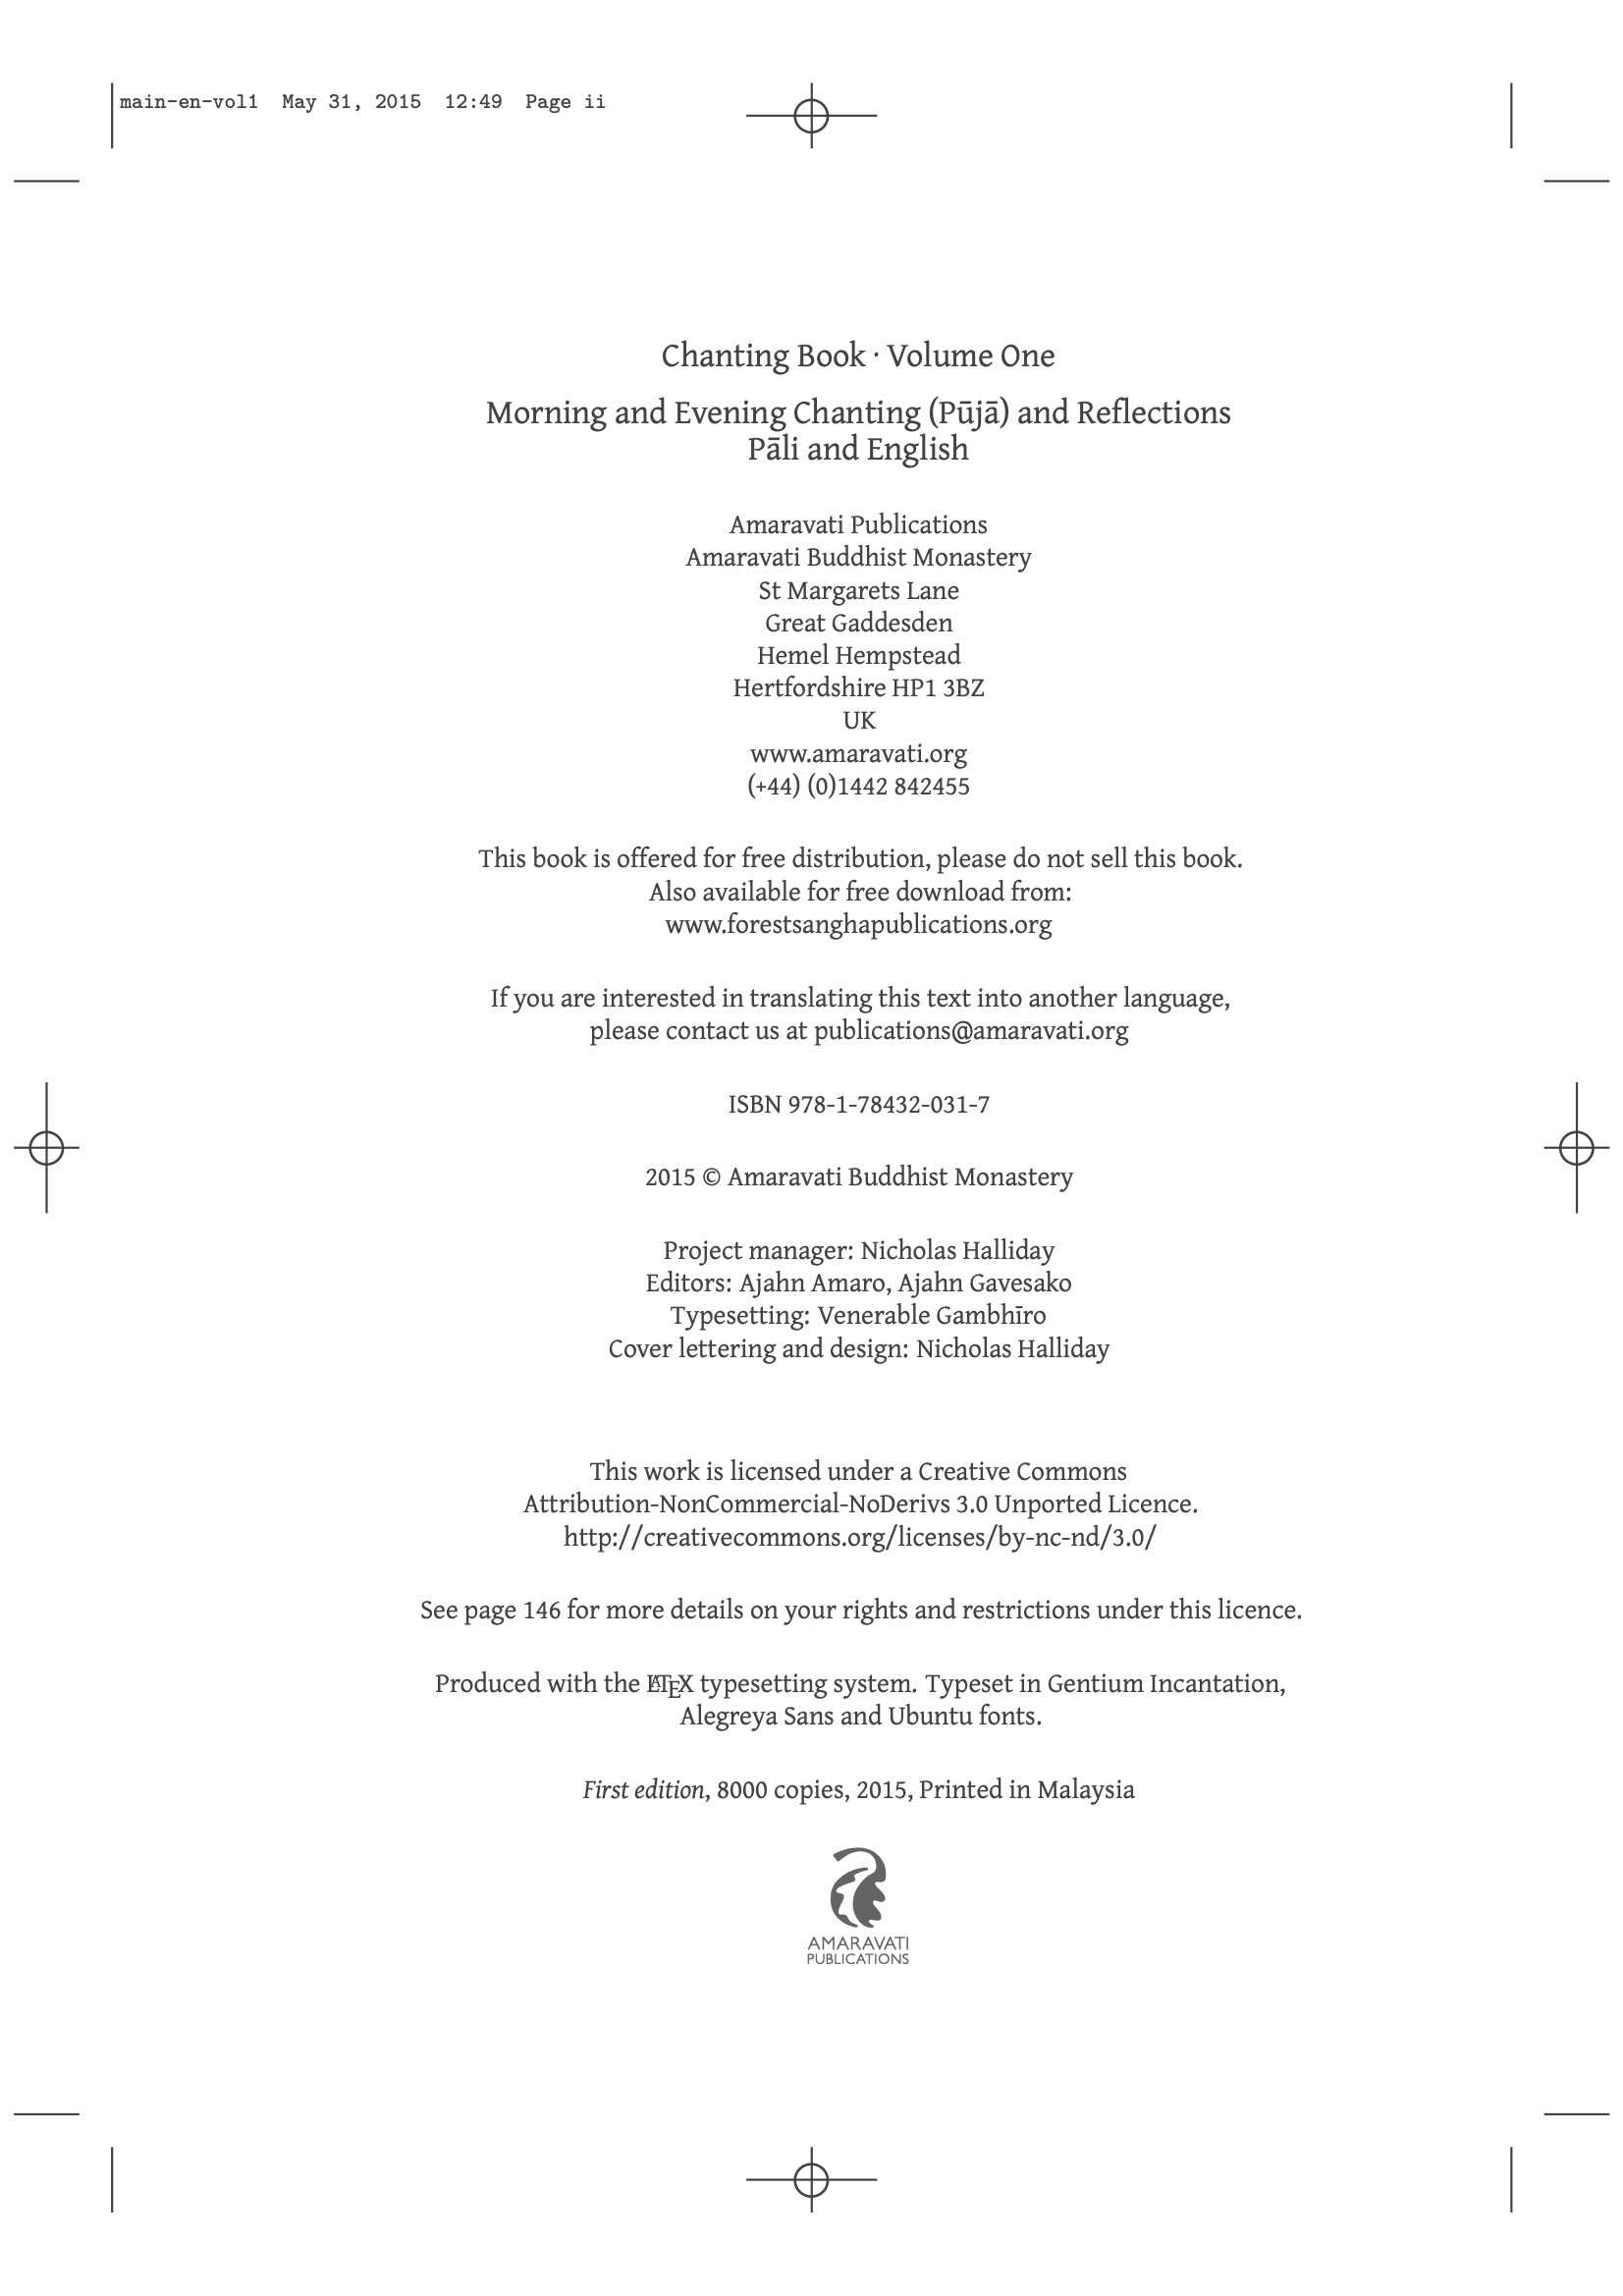 main-en-vol1 May 31, 2015 12:49 Page ii
Chanting Book · Volume One
Morning and Evening Chanting (Pūjā) and Reflections
Pāli and English
Amaravati Publications
Amaravati Buddhist Monastery
St Margarets Lane
Great Gaddesden
Hemel Hempstead
Hertfordshire HP1 3BZ
UK
www.amaravati.org
(+44) (0)1442 842455
This book is offered for free distribution, please do not sell this book.
Also available for free download from:
www.forestsanghapublications.org
If you are interested in translating this text into another language,
please contact us at publications@amaravati.org
ISBN 978-1-78432-031-7
2015 © Amaravati Buddhist Monastery
Project manager: Nicholas Halliday
Editors: Ajahn Amaro, Ajahn Gavesako
Typesetting: Venerable Gambhīro
Cover lettering and design: Nicholas Halliday
This work is licensed under a Creative Commons
Attribution-NonCommercial-NoDerivs 3.0 Unported Licence.
http://creativecommons.org/licenses/by-nc-nd/3.0/
See page 146 for more details on your rights and restrictions under this licence.
Produced with the LATEX typesetting system. Typeset in Gentium Incantation,
Alegreya Sans and Ubuntu fonts.
First edition, 8000 copies, 2015, Printed in Malaysia
AMARAVATI
PUBLICATIONS